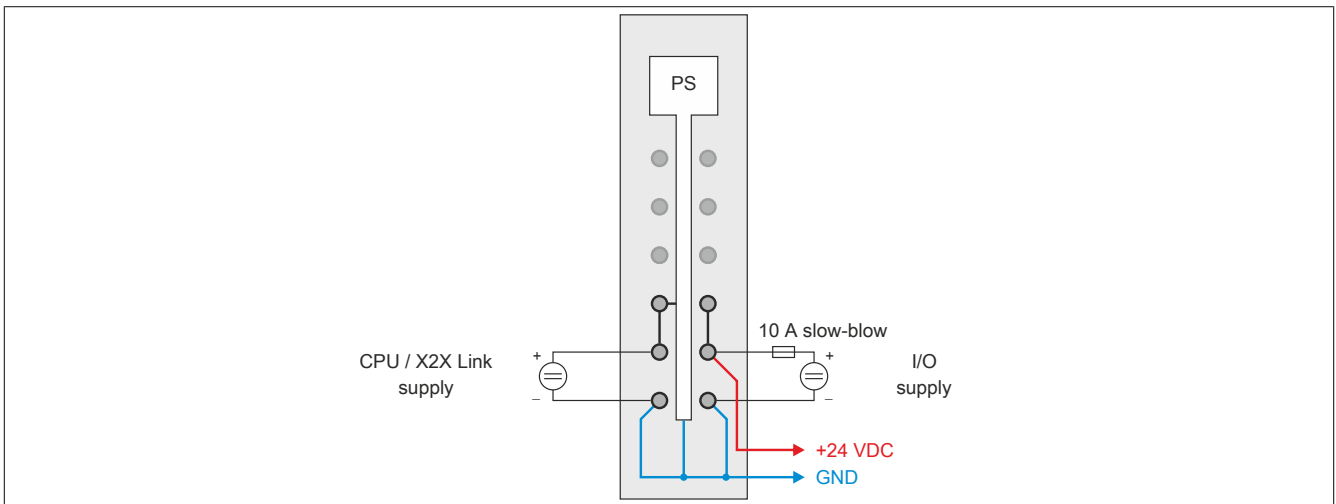 PS
10 A slow-blow
CPU / X2X Link
supply
+
–
+
–
I/O
supply
+24 VDC
GND